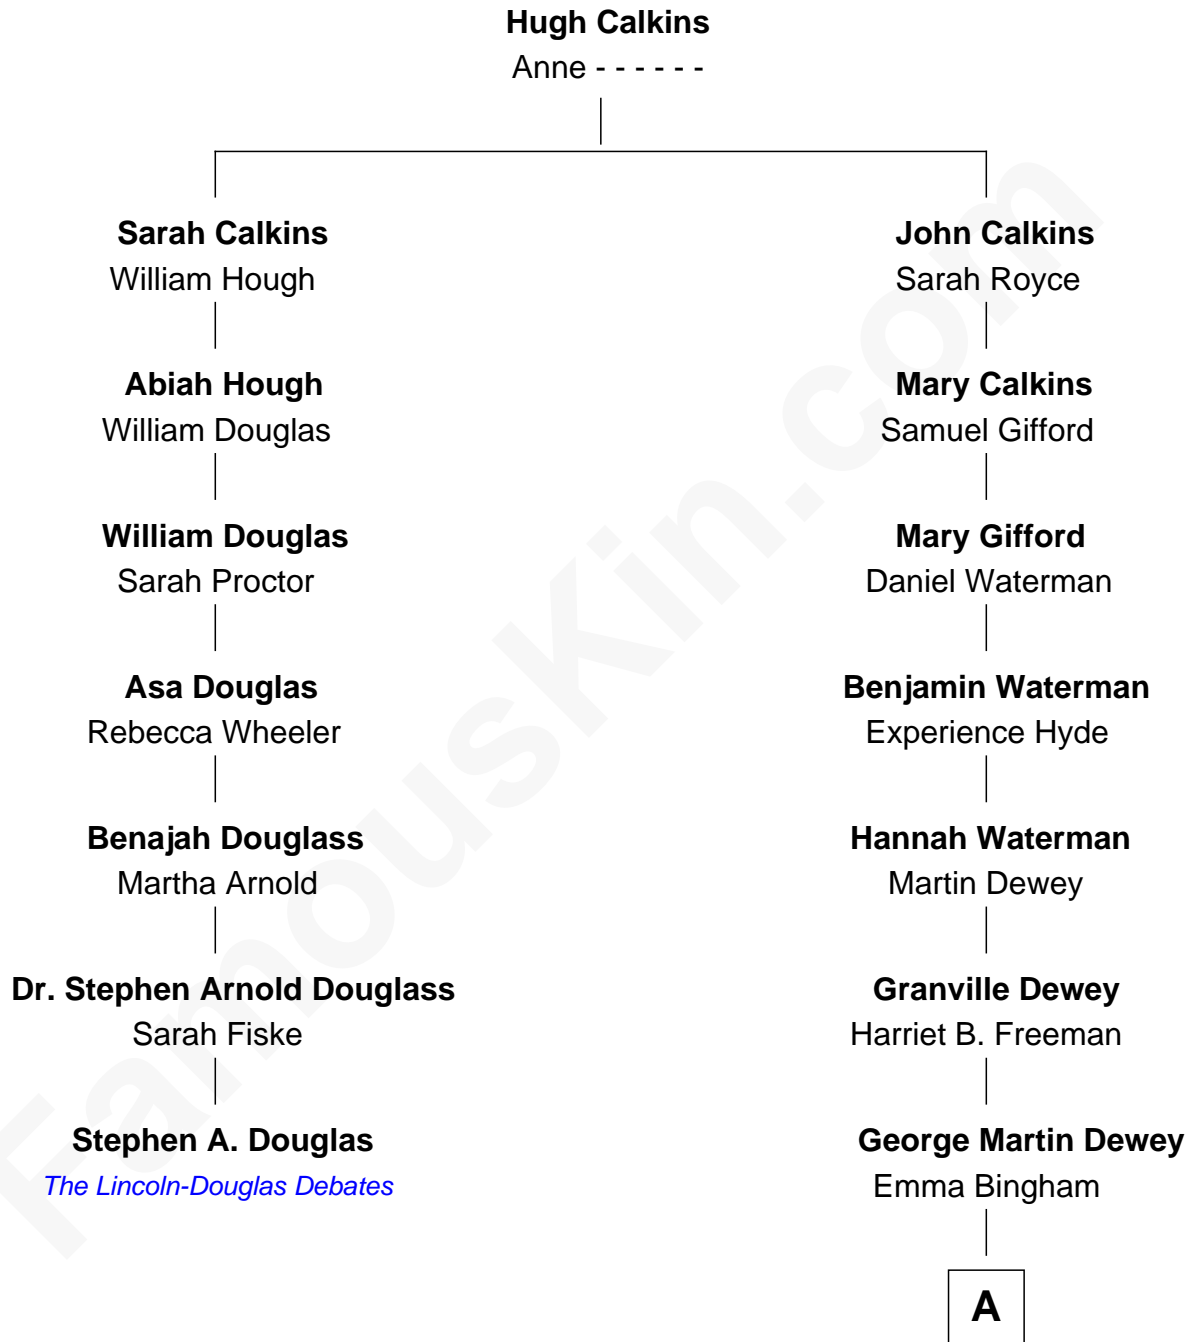 Hugh Calkins
Anne - - - - - -
Sarah Calkins
William Hough
John Calkins
Sarah Royce
Abiah Hough
William Douglas
Mary Calkins
Samuel Gifford
William Douglas
Sarah Proctor
Mary Gifford
Daniel Waterman
Asa Douglas
Rebecca Wheeler
Benjamin Waterman
Experience Hyde
Benajah Douglass
Martha Arnold
Hannah Waterman
Martin Dewey
Dr. Stephen Arnold Douglass
Sarah Fiske
Granville Dewey
Harriet B. Freeman
Stephen A. Douglas
The Lincoln-Douglas Debates
George Martin Dewey
Emma Bingham
A
FamousKin.com